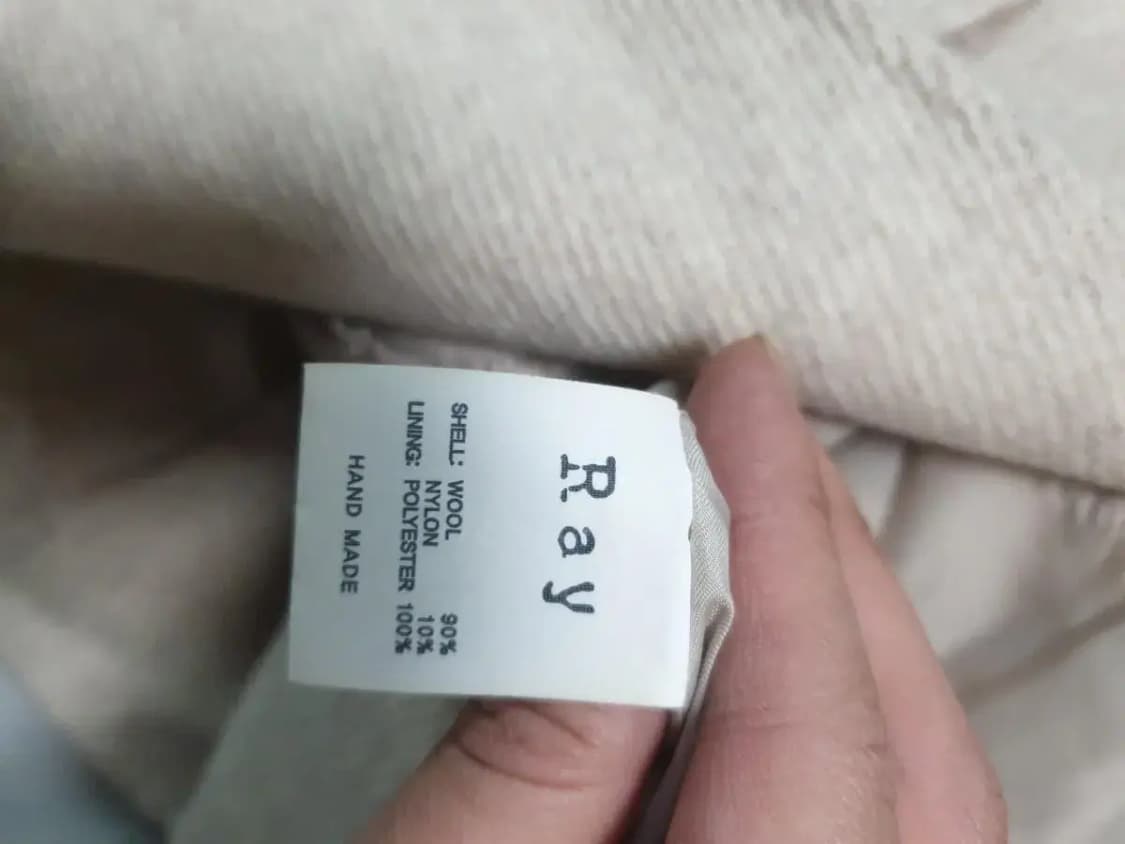 Ray
SHELL: WOOL 90%
NYLON 10%
LINING: POLYESTER 100%
HAND MADE